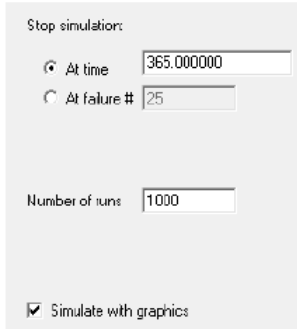 Stop simulation:
At time 365.000000
At failure # 25
Number of runs 1000
Simulate with graphics